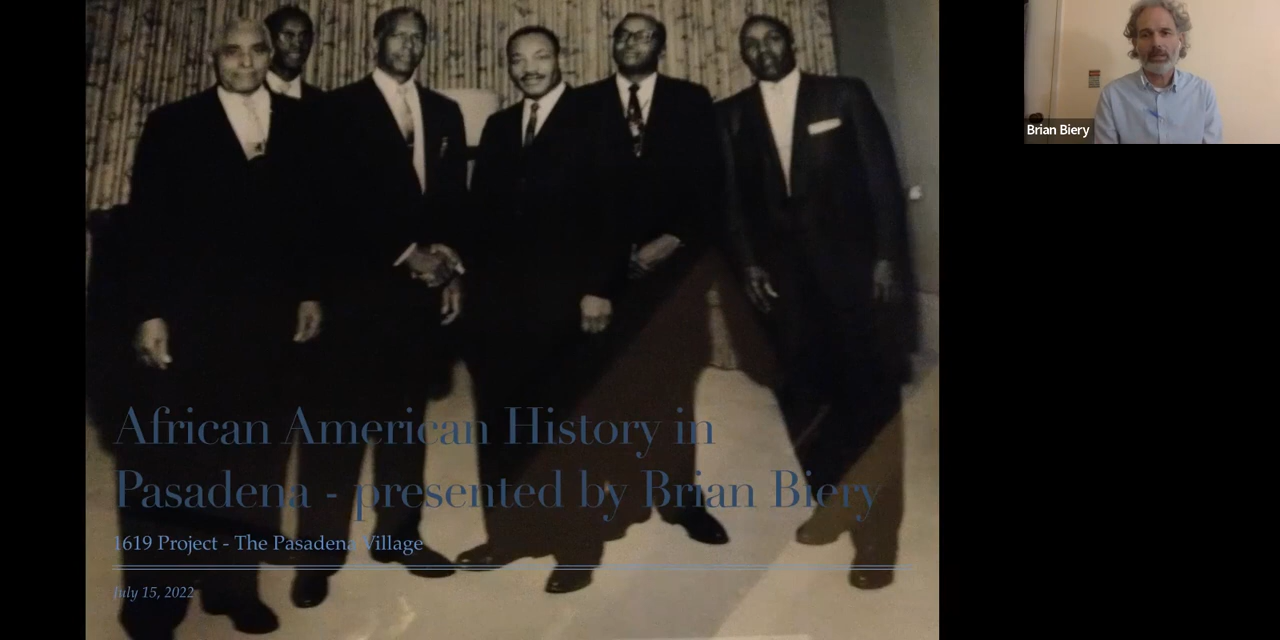 African American History in
Pasadena - presented by Brian Biery
1619 Project - The Pasadena Village
July 15, 2022
Brian Biery